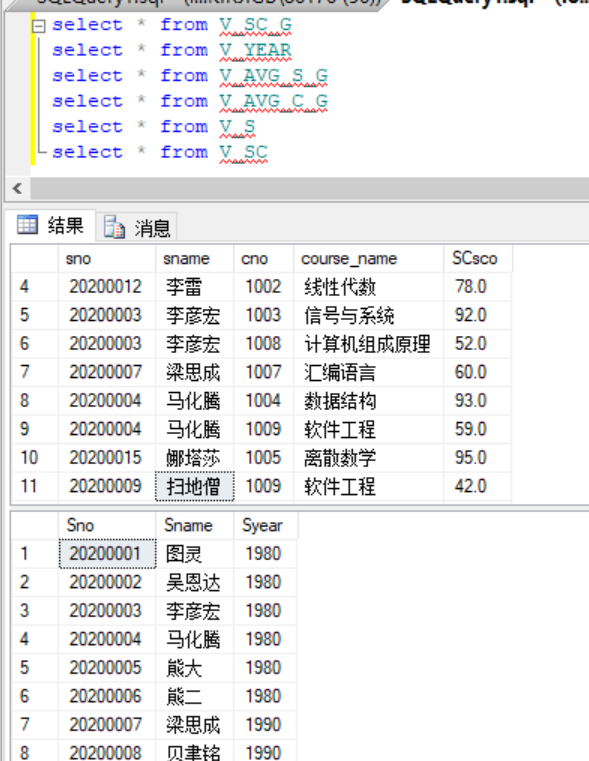 select * from V_SC_G
select * from V_YEAR
select * from V_AVG_S_G
select * from V_AVG_C_G
select * from V_S
select * from V_SC
结果 消息
sno sname cno course_name SCsco
4 20200012 李雷 1002 线性代数 78.0
5 20200003 李彦宏 1003 信号与系统 92.0
6 20200003 李彦宏 1008 计算机组成原理 52.0
7 20200007 梁思成 1007 汇编语言 60.0
8 20200004 马化腾 1004 数据结构 93.0
9 20200004 马化腾 1009 软件工程 59.0
10 20200015 娜塔莎 1005 离散数学 95.0
11 20200009 扫地僧 1009 软件工程 42.0
Sno Sname Syear
1 20200001 图灵 1980
2 20200002 吴恩达 1980
3 20200003 李彦宏 1980
4 20200004 马化腾 1980
5 20200005 熊大 1980
6 20200006 熊二 1980
7 20200007 梁思成 1990
8 20200008 贝聿铭 1990